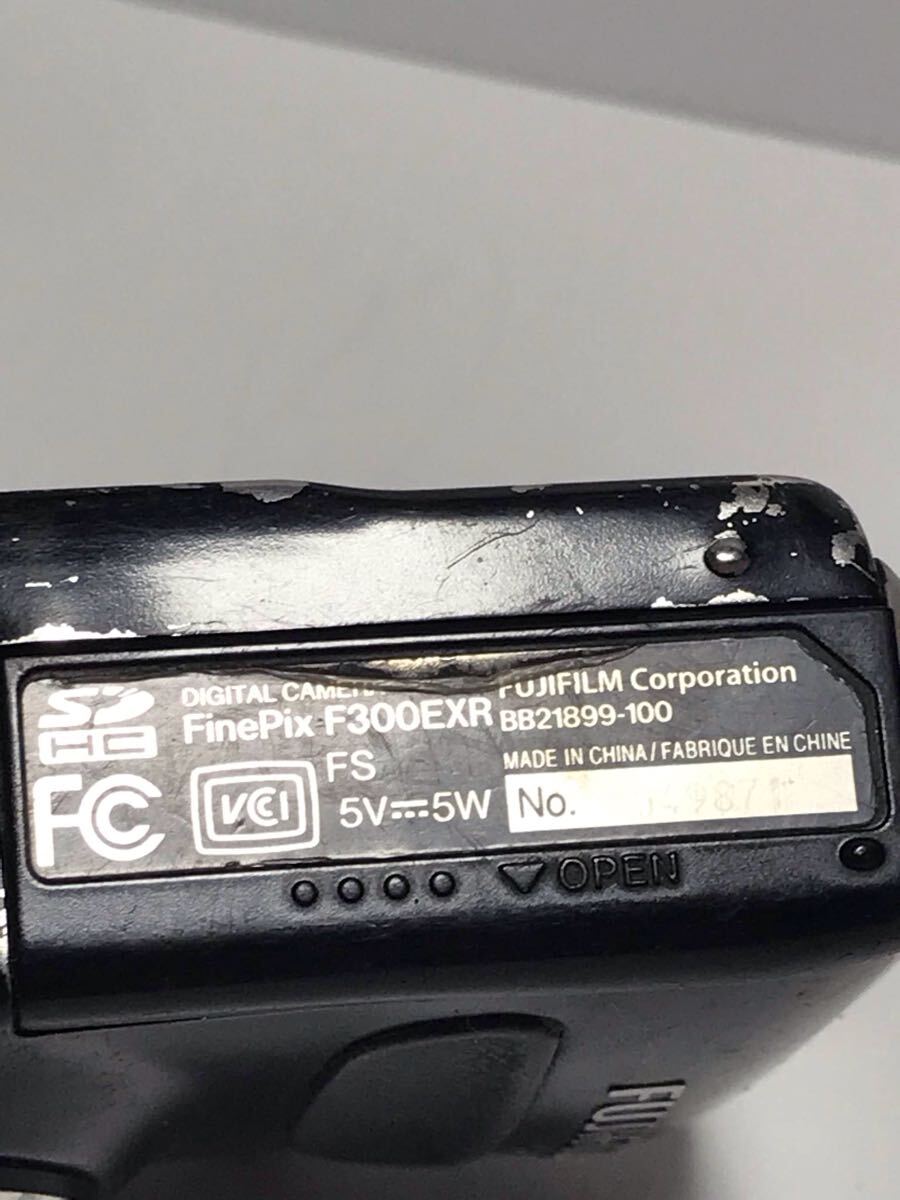 SD
HC
FC
VCCI
DIGITAL CAMERA
FinePix F300EXR
FS
5V⎓5W
FUJIFILM Corporation
BB21899-100
MADE IN CHINA / FABRIQUE EN CHINE
No.
▽OPEN